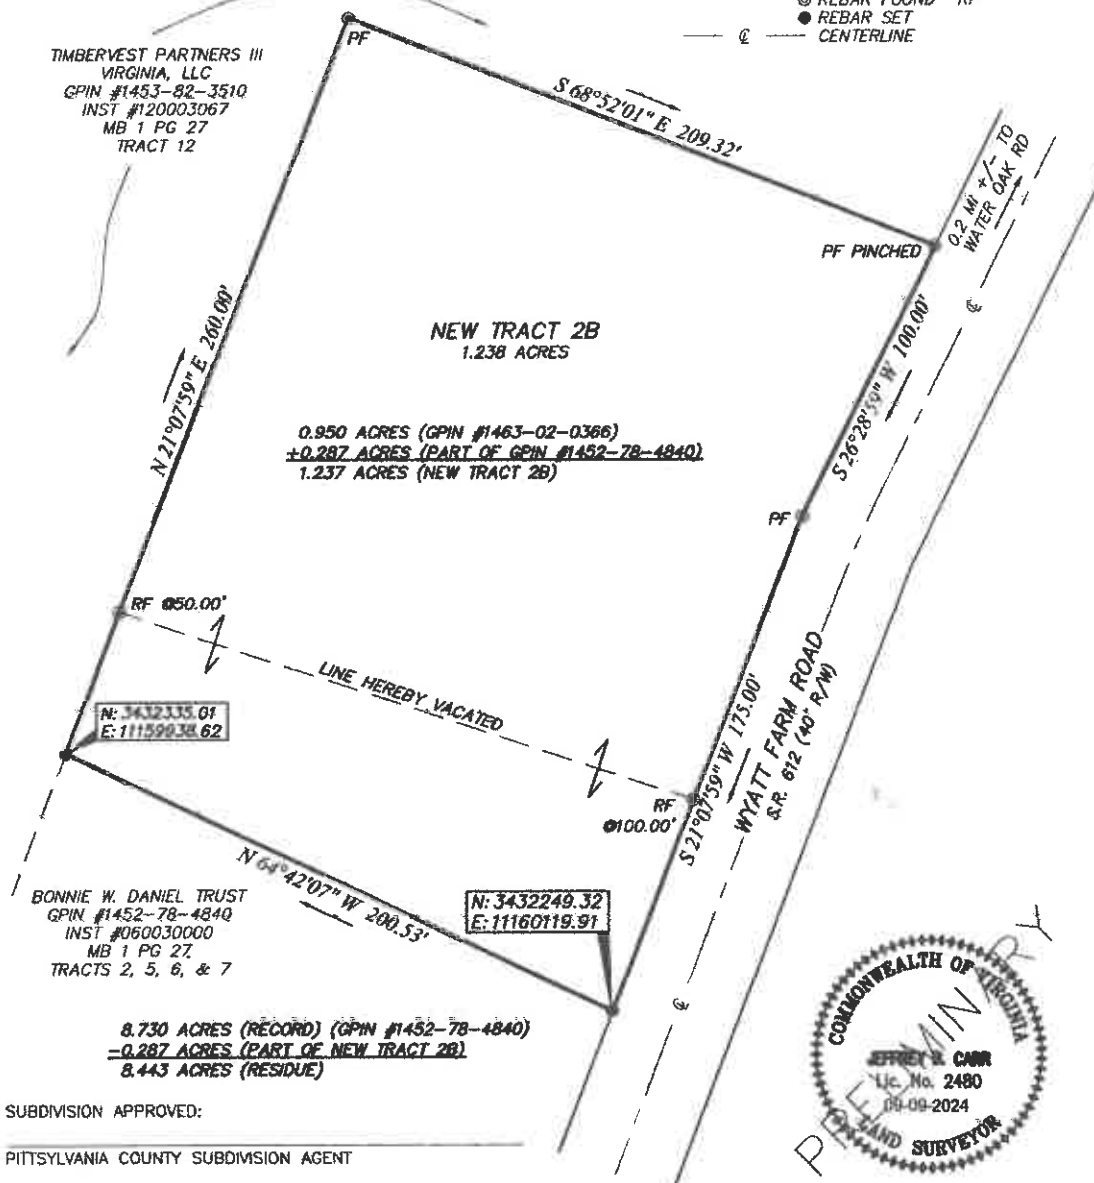 REBAR FOUND "RF"
REBAR SET
CENTERLINE
TIMBERVEST PARTNERS III
VIRGINIA, LLC
GPIN #1453-82-3510
INST #120003067
MB 1 PG 27
TRACT 12
PF
S 68°52'01" E 209.32'
0.2 MI +/- TO
WATER OAK RD
PF PINCHED
N 21°07'59" E 260.00'
NEW TRACT 2B
1.238 ACRES
S 26°28'59" W 100.00'
0.950 ACRES (GPIN #1463-02-0366)
+0.287 ACRES (PART OF GPIN #1452-78-4840)
1.237 ACRES (NEW TRACT 2B)
PF
RF @50.00'
LINE HEREBY VACATED
N: 3432335.01
E: 11159938.62
S 21°07'59" W 175.00'
WYATT FARM ROAD
S.R. 612 (40' R/W)
RF
@100.00'
N 64°42'07" W 200.53'
N: 3432249.32
E: 11160119.91
BONNIE W. DANIEL TRUST
GPIN #1452-78-4840
INST #060030000
MB 1 PG 27
TRACTS 2, 5, 6, & 7
8.730 ACRES (RECORD) (GPIN #1452-78-4840)
-0.287 ACRES (PART OF NEW TRACT 2B)
8.443 ACRES (RESIDUE)
COMMONWEALTH OF VIRGINIA
JEFFREY CARR
Lic. No. 2480
09-09-2024
LAND SURVEYOR
SUBDIVISION APPROVED:
PITTSYLVANIA COUNTY SUBDIVISION AGENT